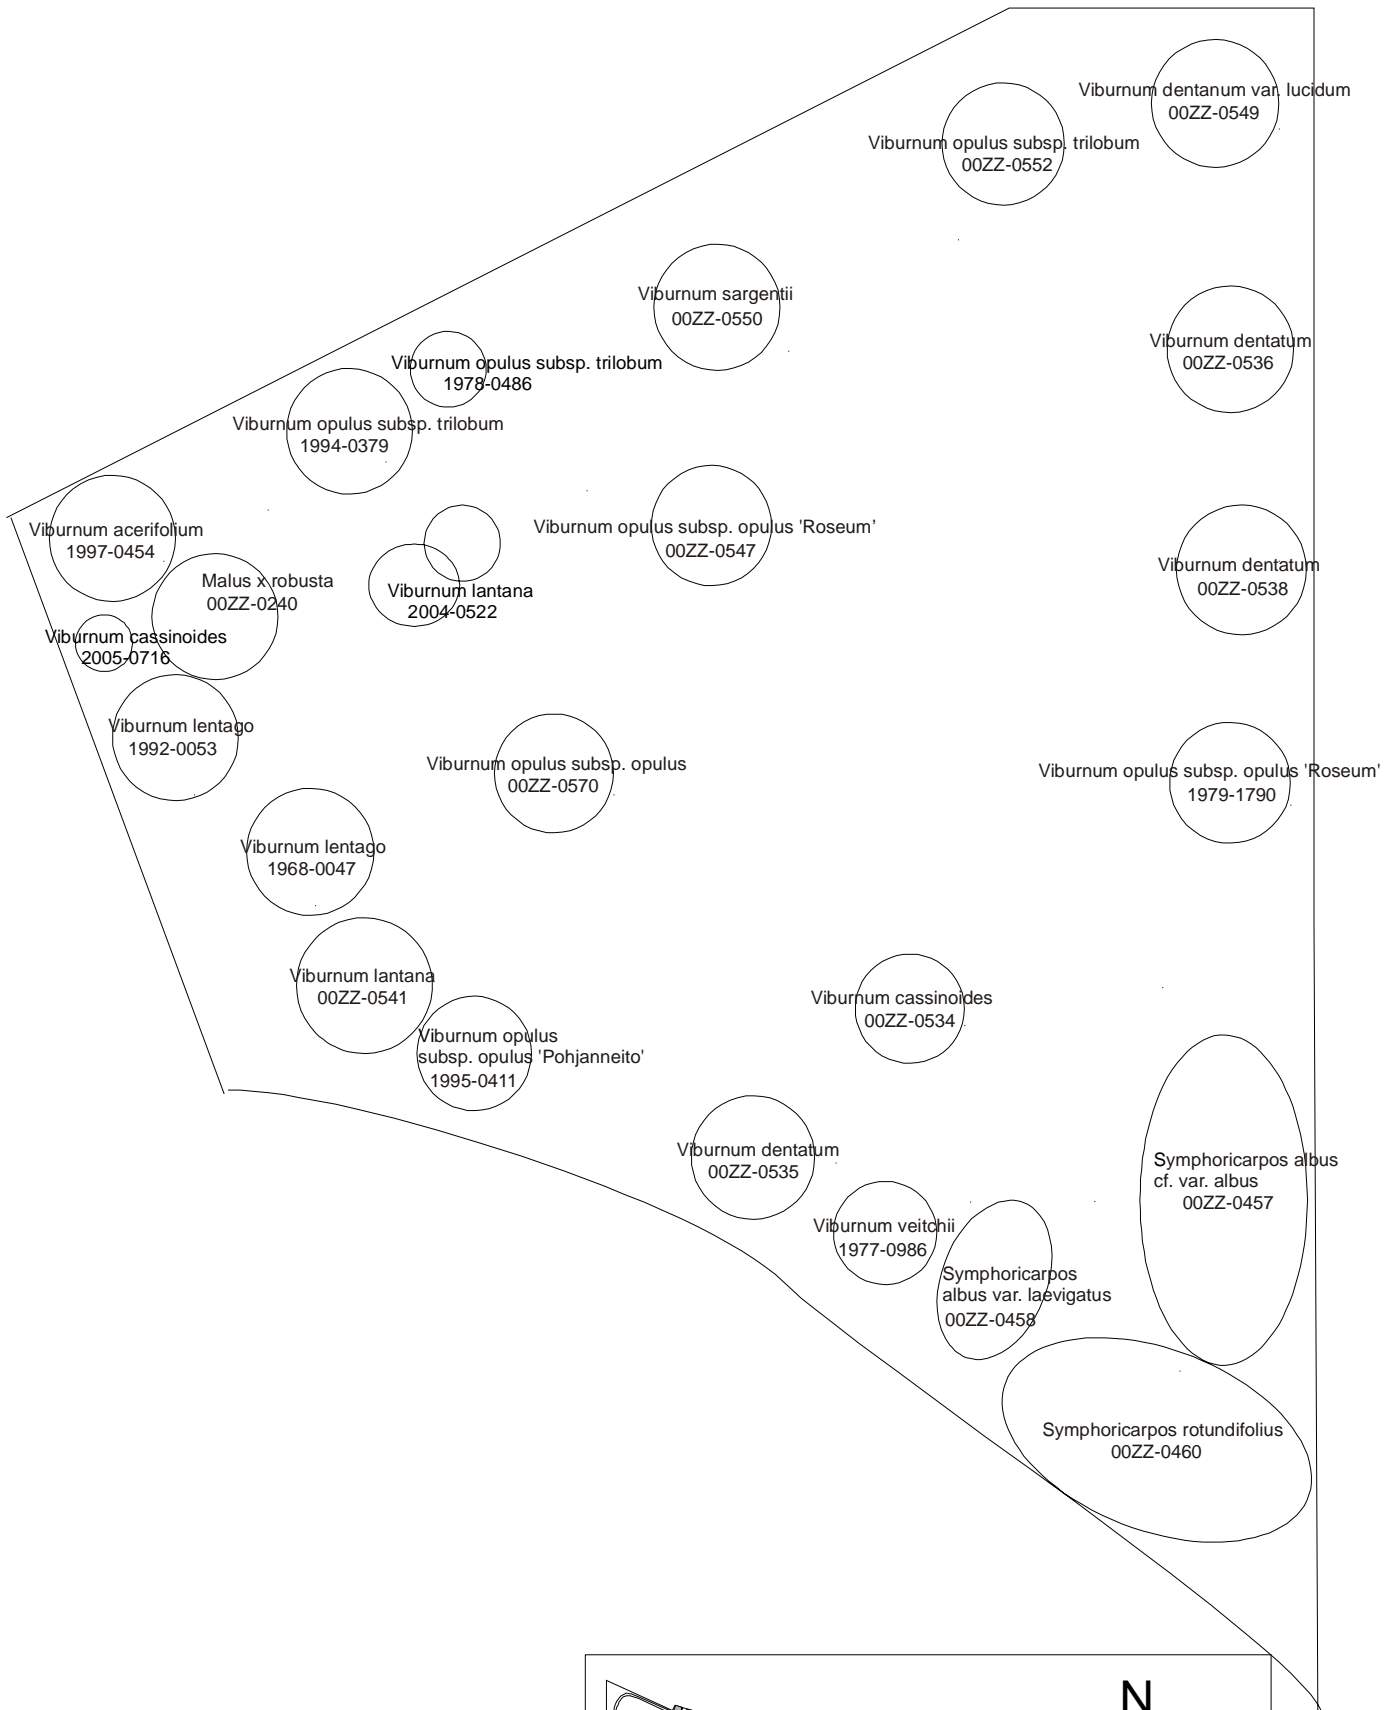 Viburnum dentanum var. lucidum
00ZZ-0549
Viburnum opulus subsp. trilobum
00ZZ-0552
Viburnum sargentii
00ZZ-0550
Viburnum dentatum
00ZZ-0536
Viburnum opulus subsp. trilobum
1978-0486
Viburnum opulus subsp. trilobum
1994-0379
Viburnum acerifolium
1997-0454
Viburnum opulus subsp. opulus 'Roseum'
00ZZ-0547
Viburnum dentatum
00ZZ-0538
Malus x robusta
00ZZ-0240
Viburnum lantana
2004-0522
Viburnum cassinoides
2005-0716
Viburnum lentago
1992-0053
Viburnum opulus subsp. opulus
00ZZ-0570
Viburnum opulus subsp. opulus 'Roseum'
1979-1790
Viburnum lentago
1968-0047
Viburnum lantana
00ZZ-0541
Viburnum cassinoides
00ZZ-0534
Viburnum opulus
subsp. opulus 'Pohjanneito'
1995-0411
Viburnum dentatum
00ZZ-0535
Symphoricarpos albus
cf. var. albus
00ZZ-0457
Viburnum veitchii
1977-0986
Symphoricarpos
albus var. laevigatus
00ZZ-0458
Symphoricarpos rotundifolius
00ZZ-0460
N